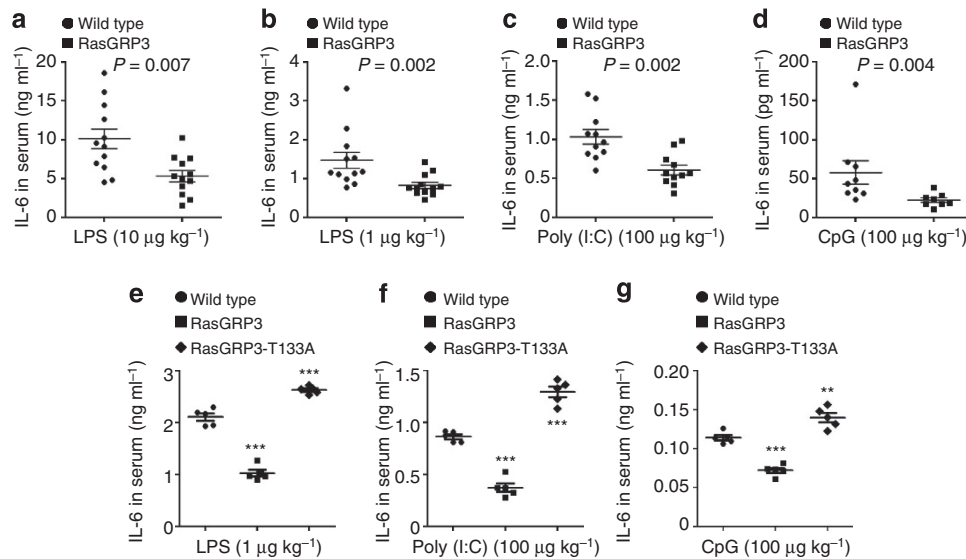 a
Wild type
RasGRP3
P = 0.007
IL-6 in serum (ng ml⁻¹)
20
15
10
5
0
LPS (10 µg kg⁻¹)
b
Wild type
RasGRP3
P = 0.002
IL-6 in serum (ng ml⁻¹)
4
3
2
1
0
LPS (1 µg kg⁻¹)
c
Wild type
RasGRP3
P = 0.002
IL-6 in serum (ng ml⁻¹)
2.0
1.5
1.0
0.5
0.0
Poly (I:C) (100 µg kg⁻¹)
d
Wild type
RasGRP3
P = 0.004
IL-6 in serum (pg ml⁻¹)
200
150
100
50
0
CpG (100 µg kg⁻¹)
e
Wild type
RasGRP3
RasGRP3-T133A
IL-6 in serum (ng ml⁻¹)
3
2
1
0
***
***
LPS (1 µg kg⁻¹)
f
Wild type
RasGRP3
RasGRP3-T133A
IL-6 in serum (ng ml⁻¹)
1.5
1.0
0.5
0.0
***
***
Poly (I:C) (100 µg kg⁻¹)
g
Wild type
RasGRP3
RasGRP3-T133A
IL-6 in serum (ng ml⁻¹)
0.20
0.15
0.10
0.05
0.00
**
***
CpG (100 µg kg⁻¹)